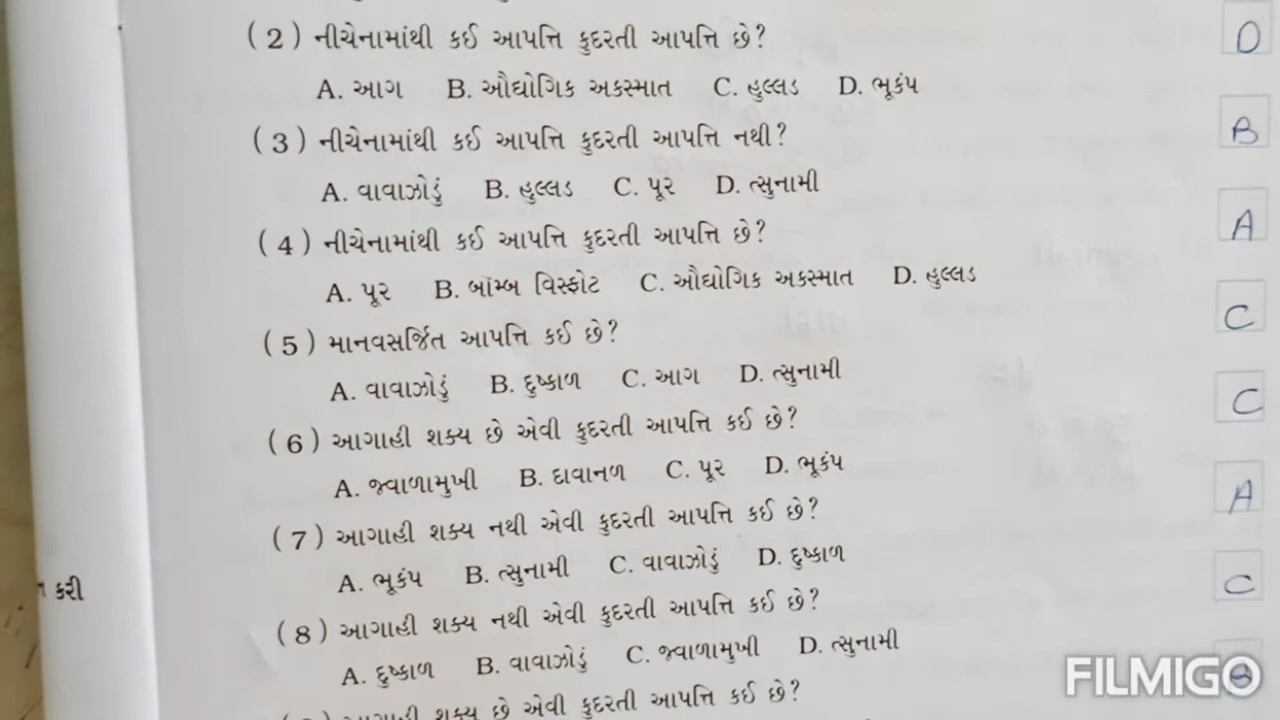 (2) નીચેનામાંથી કઈ આપત્તિ કુદરતી આપત્તિ છે? D
A. આગ B. ઔદ્યોગિક અકસ્માત C. હુલ્લડ D. ભૂકંપ
(3) નીચેનામાંથી કઈ આપત્તિ કુદરતી આપત્તિ નથી? B
A. વાવાઝોડું B. હુલ્લડ C. પૂર D. ત્સુનામી
(4) નીચેનામાંથી કઈ આપત્તિ કુદરતી આપત્તિ છે? A
A. પૂર B. બૉમ્બ વિસ્ફોટ C. ઔદ્યોગિક અકસ્માત D. હુલ્લડ
(5) માનવસર્જિત આપત્તિ કઈ છે? C
A. વાવાઝોડું B. દુષ્કાળ C. આગ D. ત્સુનામી
(6) આગાહી શક્ય છે એવી કુદરતી આપત્તિ કઈ છે? C
A. જ્વાળામુખી B. દાવાનળ C. પૂર D. ભૂકંપ
(7) આગાહી શક્ય નથી એવી કુદરતી આપત્તિ કઈ છે? A
A. ભૂકંપ B. ત્સુનામી C. વાવાઝોડું D. દુષ્કાળ
કરી
(8) આગાહી શક્ય નથી એવી કુદરતી આપત્તિ કઈ છે? C
A. દુષ્કાળ B. વાવાઝોડું C. જ્વાળામુખી D. ત્સુનામી
આગાહી શક્ય છે એવી કુદરતી આપત્તિ કઈ છે?
FILMIGO